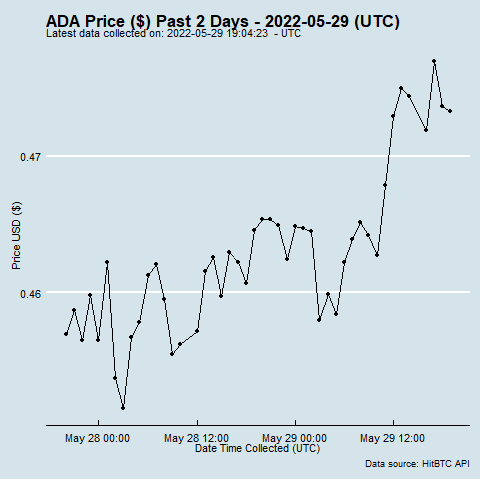 ADA Price ($) Past 2 Days - 2022-05-29 (UTC)
Latest data collected on: 2022-05-29 19:04:23  - UTC
0.47
Price USD ($)
0.46
May 28 00:00 May 28 12:00 May 29 00:00 May 29 12:00
Date Time Collected (UTC)
Data source: HitBTC API